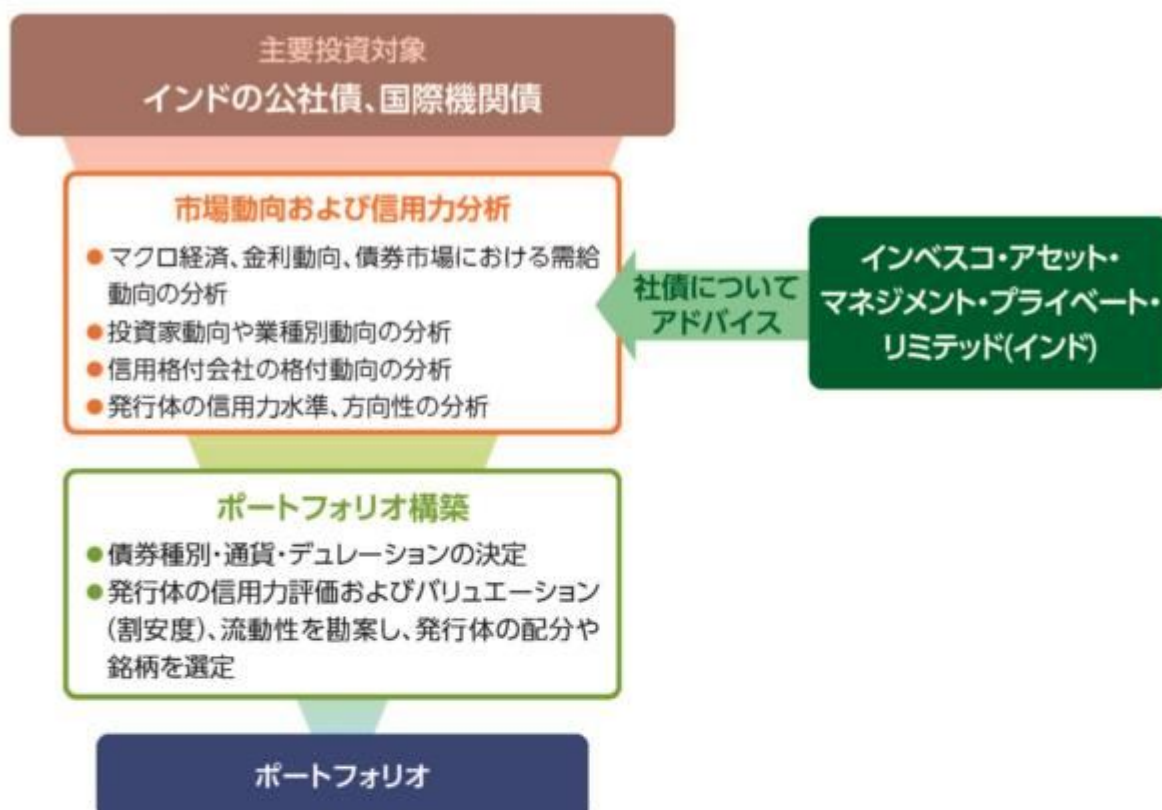 主要投資対象
インドの公社債、国際機関債
市場動向および信用力分析
●マクロ経済、金利動向、債券市場における需給
動向の分析
●投資家動向や業種別動向の分析
●信用格付会社の格付動向の分析
●発行体の信用力水準、方向性の分析
社債について
アドバイス
インベスコ・アセット・
マネジメント・プライベート・
リミテッド(インド)
ポートフォリオ構築
●債券種別・通貨・デュレーションの決定
●発行体の信用力評価およびバリュエーション
(割安度)、流動性を勘案し、発行体の配分や
銘柄を選定
ポートフォリオ